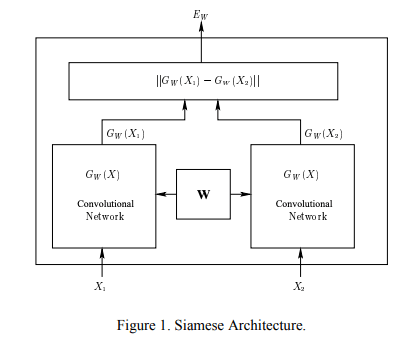 E_W
||G_W(X_1) − G_W(X_2)||
G_W(X_1)
G_W(X_2)
G_W(X)
Convolutional
Network
W
G_W(X)
Convolutional
Network
X_1
X_2
Figure 1. Siamese Architecture.